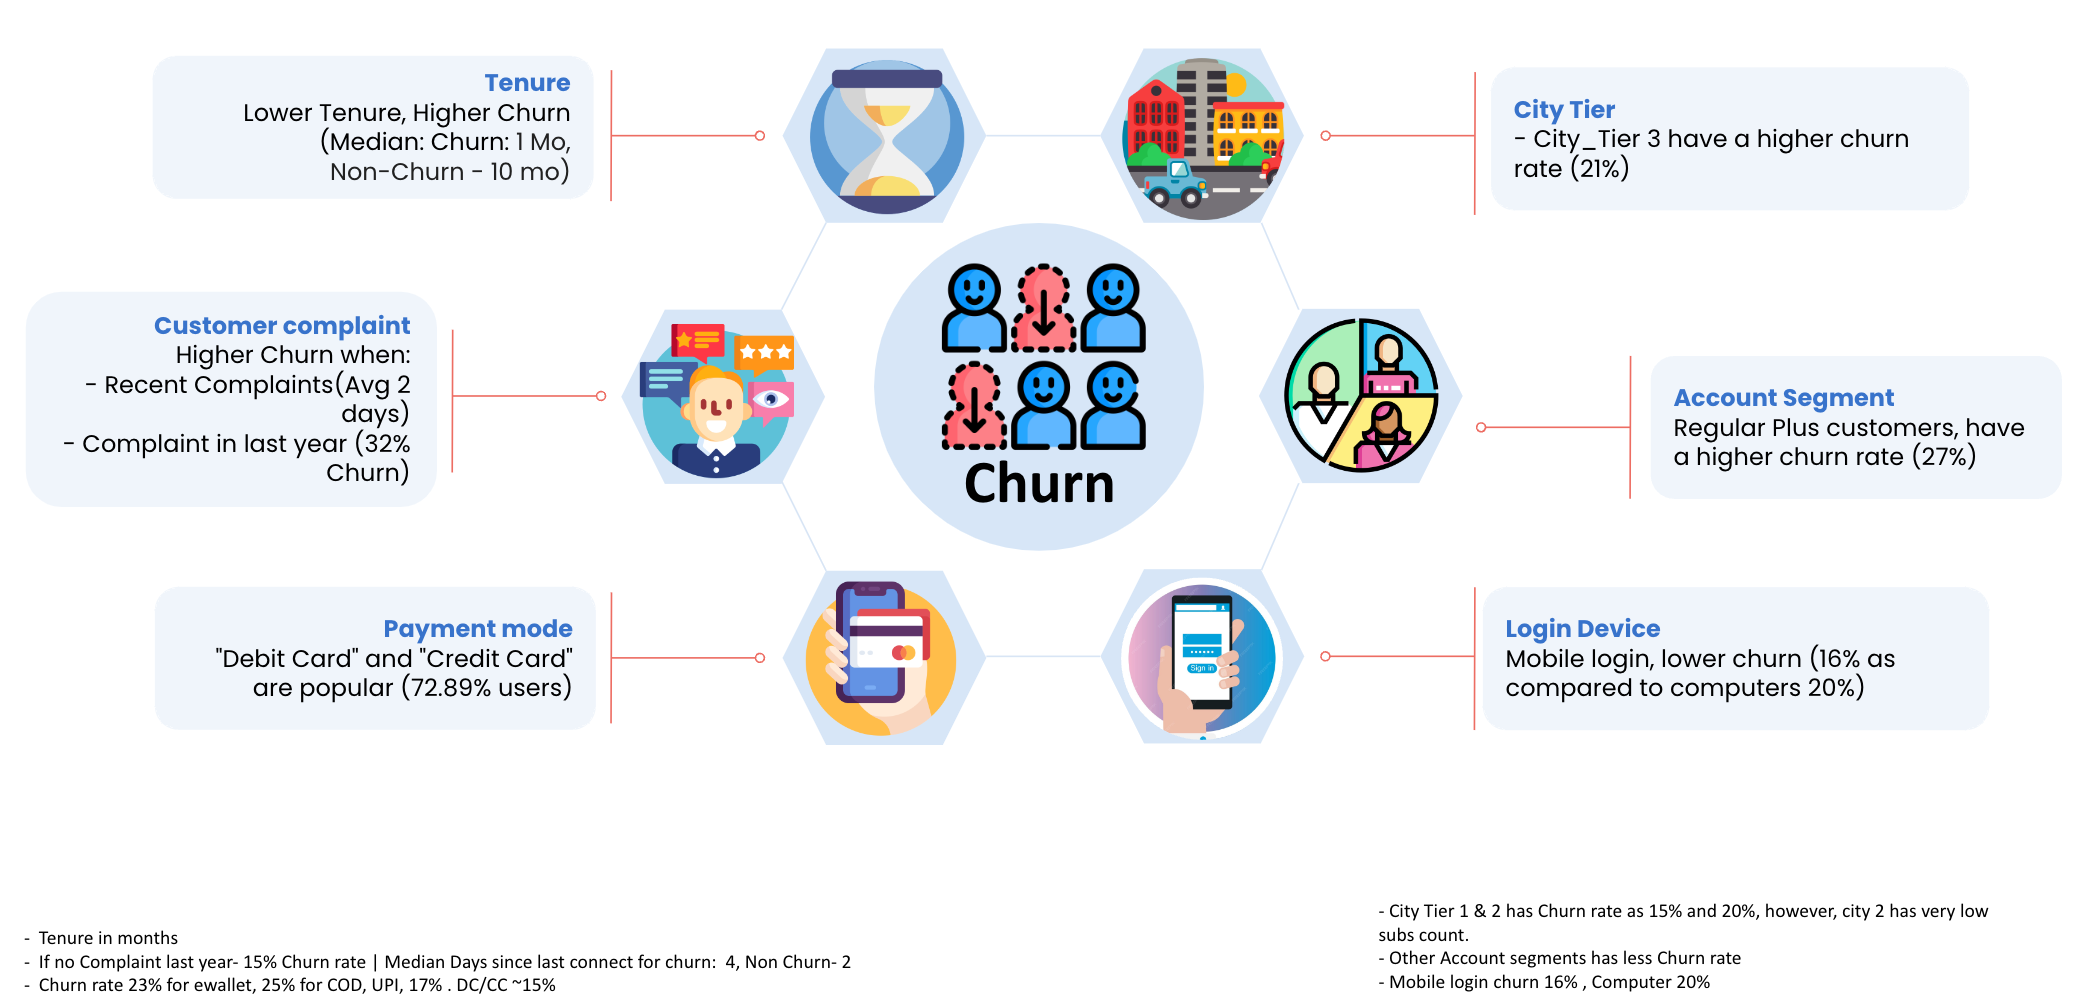 Tenure
Lower Tenure, Higher Churn
(Median: Churn: 1 Mo,
Non-Churn - 10 mo)
City Tier
- City_Tier 3 have a higher churn
rate (21%)
Customer complaint
Higher Churn when:
- Recent Complaints(Avg 2
days)
- Complaint in last year (32%
Churn)
Churn
Account Segment
Regular Plus customers, have
a higher churn rate (27%)
Payment mode
"Debit Card" and "Credit Card"
are popular (72.89% users)
Sign in
Login Device
Mobile login, lower churn (16% as
compared to computers 20%)
- Tenure in months
- If no Complaint last year- 15% Churn rate | Median Days since last connect for churn: 4, Non Churn- 2
- Churn rate 23% for ewallet, 25% for COD, UPI, 17% . DC/CC ~15%
- City Tier 1 & 2 has Churn rate as 15% and 20%, however, city 2 has very low
subs count.
- Other Account segments has less Churn rate
- Mobile login churn 16% , Computer 20%